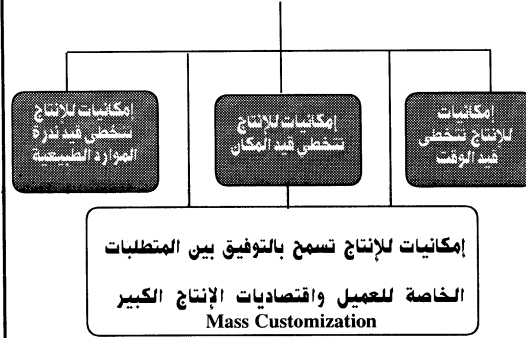 إمكانيات
للإنتاج تتخطى
قيد الوقت
إمكانيات للإنتاج
تتخطى قيد المكان
إمكانيات للإنتاج
تتخطى قيد ندرة
الموارد الطبيعية
إمكانيات للإنتاج تسمح بالتوفيق بين المتطلبات
الخاصة للعميل واقتصاديات الإنتاج الكبير
Mass Customization